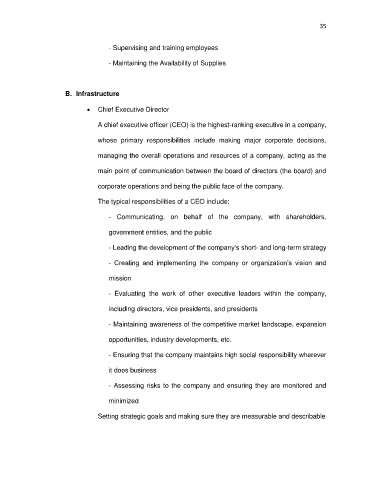 35
- Supervising and training employees
- Maintaining the Availability of Supplies
B. Infrastructure
• Chief Executive Director
A chief executive officer (CEO) is the highest-ranking executive in a company,
whose primary responsibilities include making major corporate decisions,
managing the overall operations and resources of a company, acting as the
main point of communication between the board of directors (the board) and
corporate operations and being the public face of the company.
The typical responsibilities of a CEO include;
- Communicating, on behalf of the company, with shareholders,
government entities, and the public
- Leading the development of the company's short- and long-term strategy
- Creating and implementing the company or organization's vision and
mission
- Evaluating the work of other executive leaders within the company,
including directors, vice presidents, and presidents
- Maintaining awareness of the competitive market landscape, expansion
opportunities, industry developments, etc.
- Ensuring that the company maintains high social responsibility wherever
it does business
- Assessing risks to the company and ensuring they are monitored and
minimized
Setting strategic goals and making sure they are measurable and describable